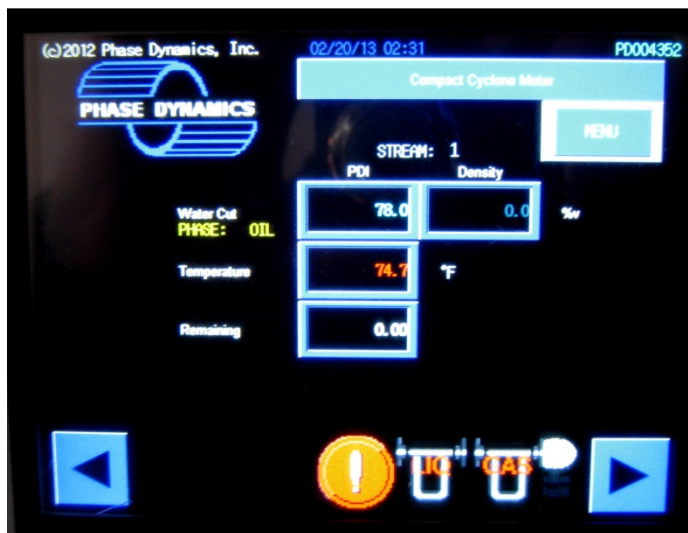 (c)2012 Phase Dynamics, Inc. 02/20/13 02:31 PD004352
Compact Cyclone Meter
PHASE DYNAMICS
MENU
STREAM: 1
PDI Density
Water Cut 78.0 0.0 %v
PHASE: OIL
Temperature 74.7 °F
Remaining 0.00
! LIQ GAS